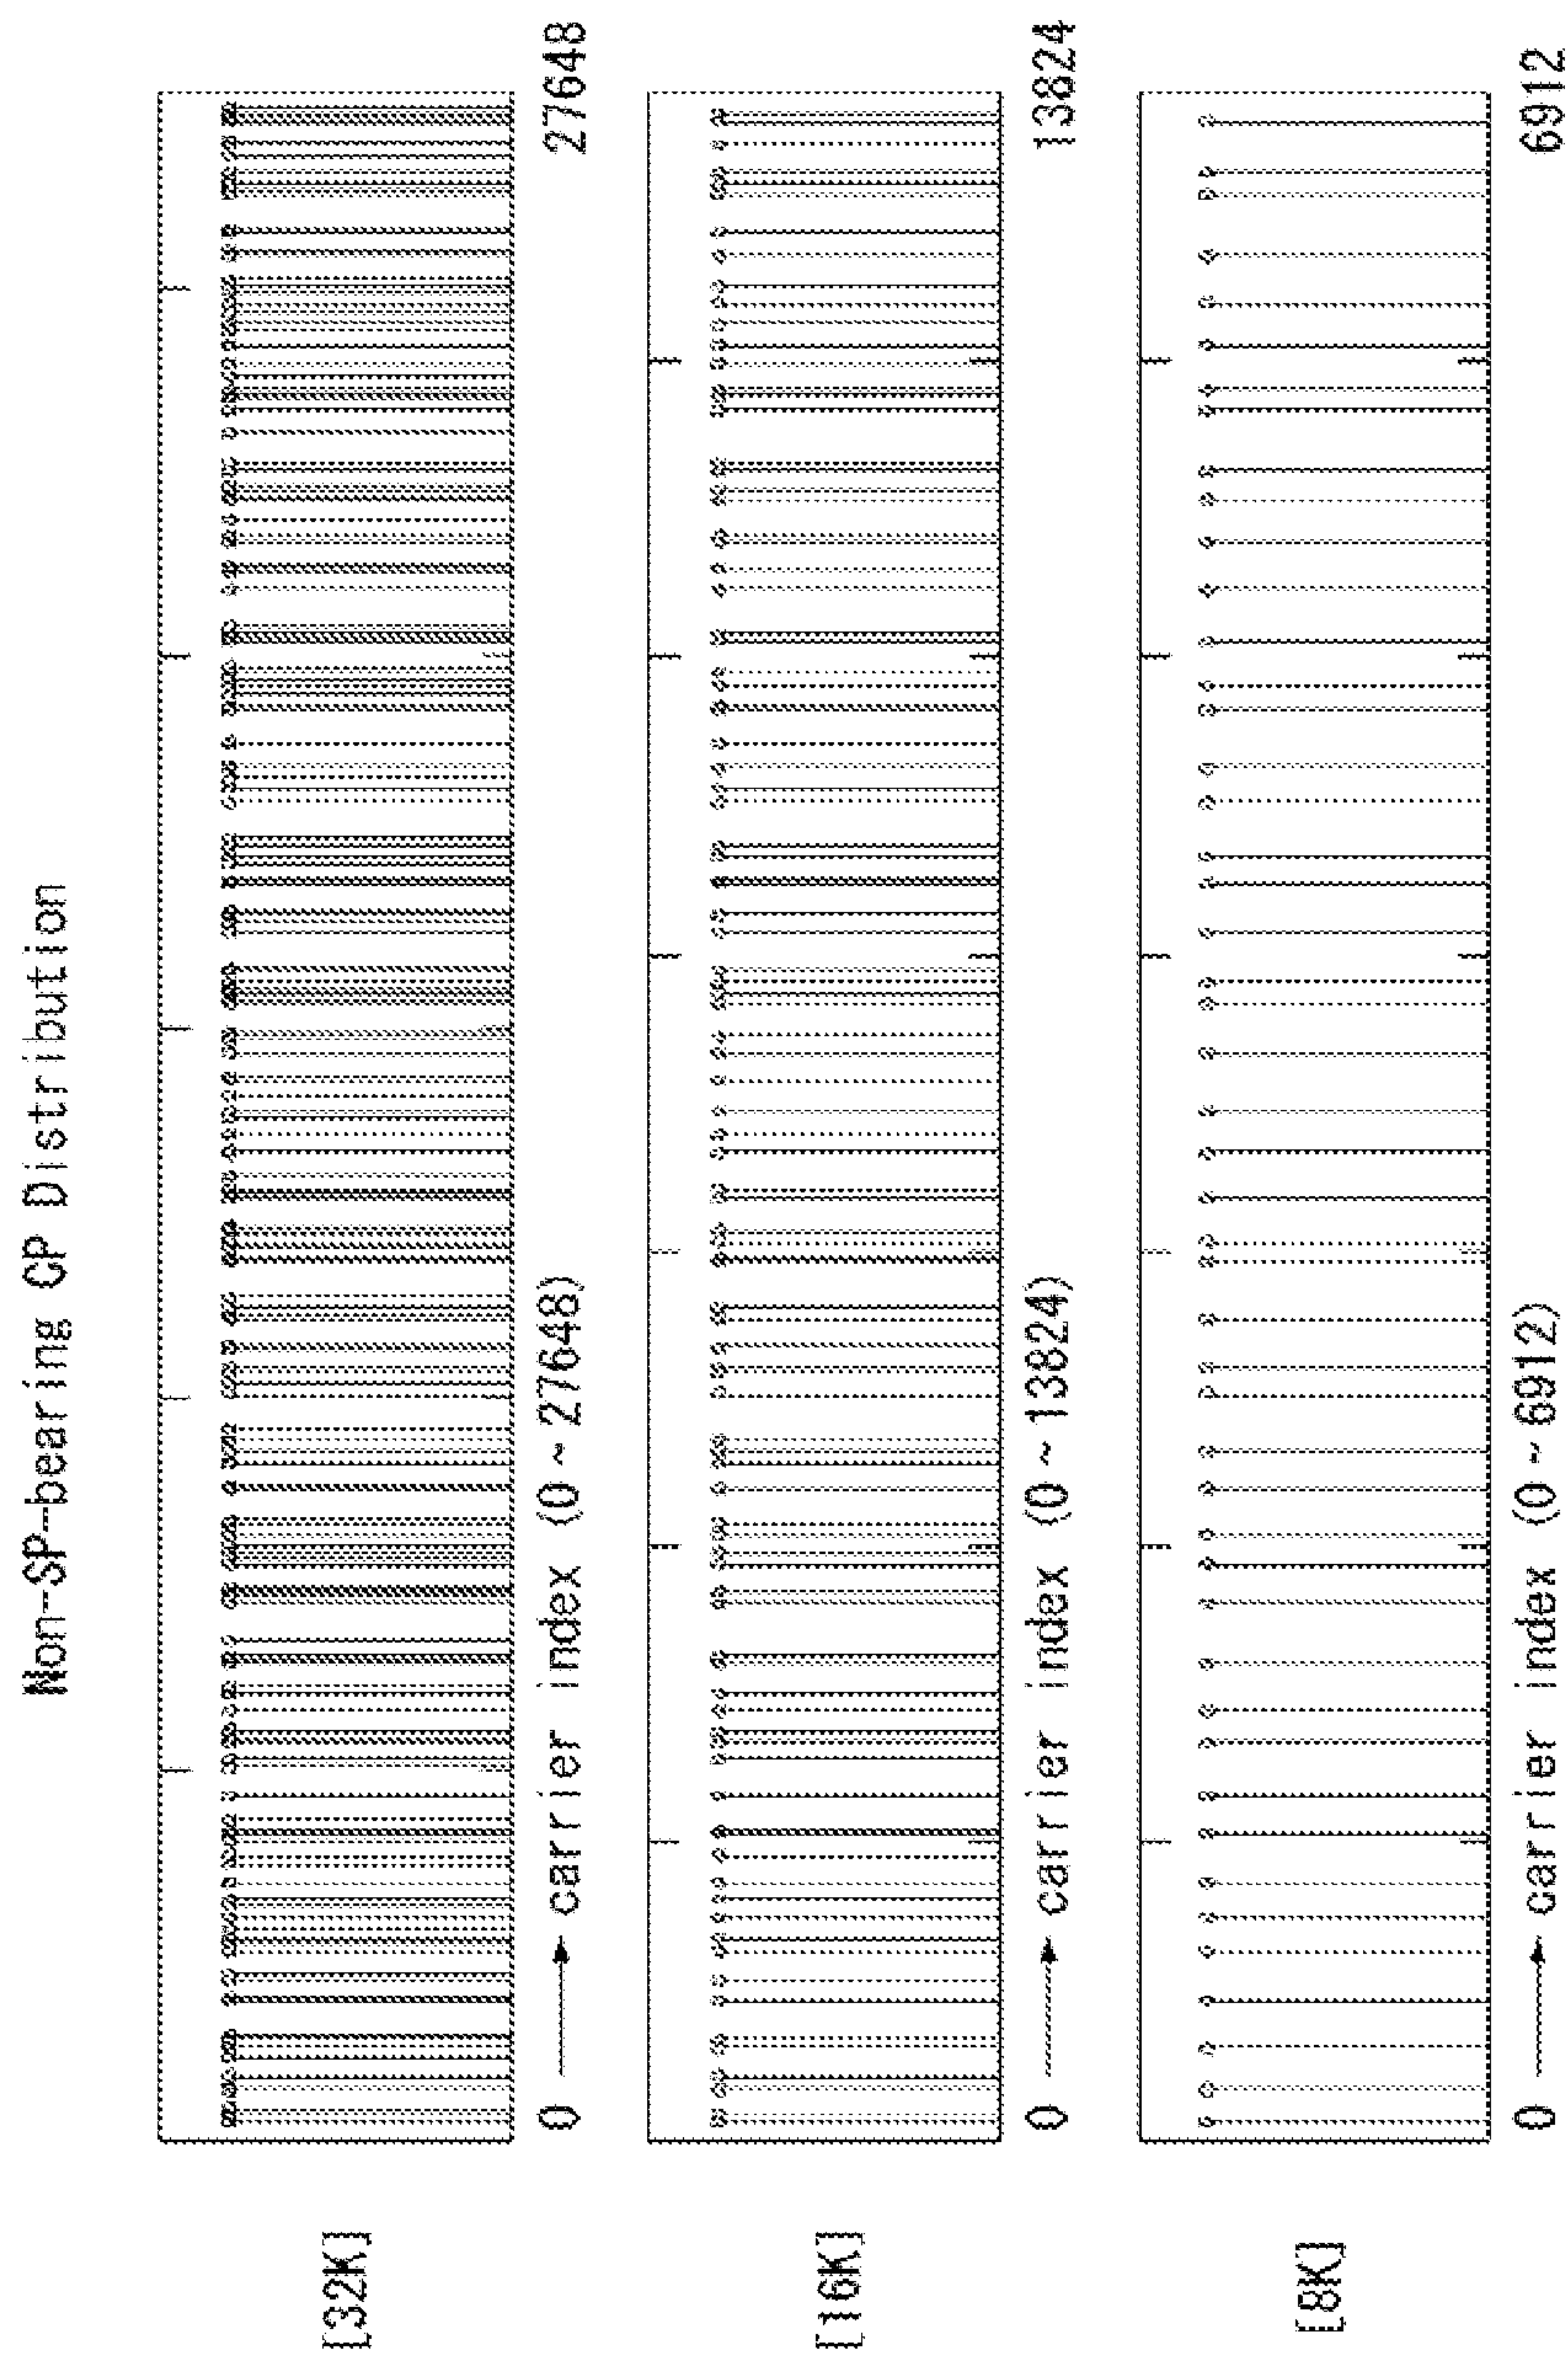 Non-SP-bearing CP Distribution
[32K]
0 → carrier index (0 ~ 27648) 27648
[16K]
0 → carrier index (0 ~ 13824) 13824
[8K]
0 → carrier index (0 ~ 6912) 6912